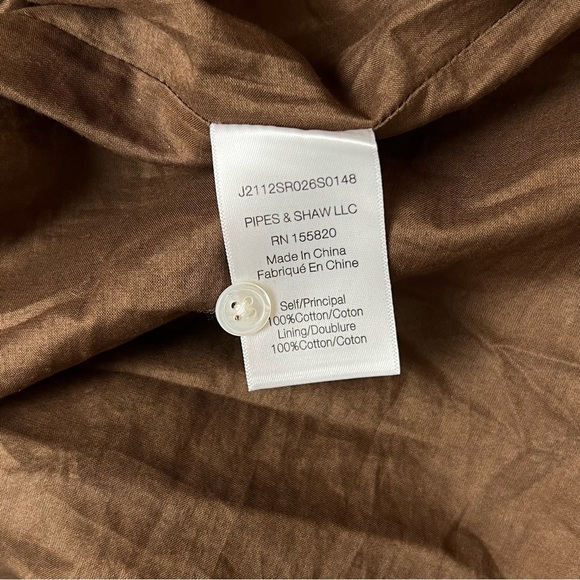 J2112SR026S0148
PIPES & SHAW LLC
RN 155820
Made In China
Fabriqué En Chine
Self/Principal
100%Cotton/Coton
Lining/Doublure
100%Cotton/Coton